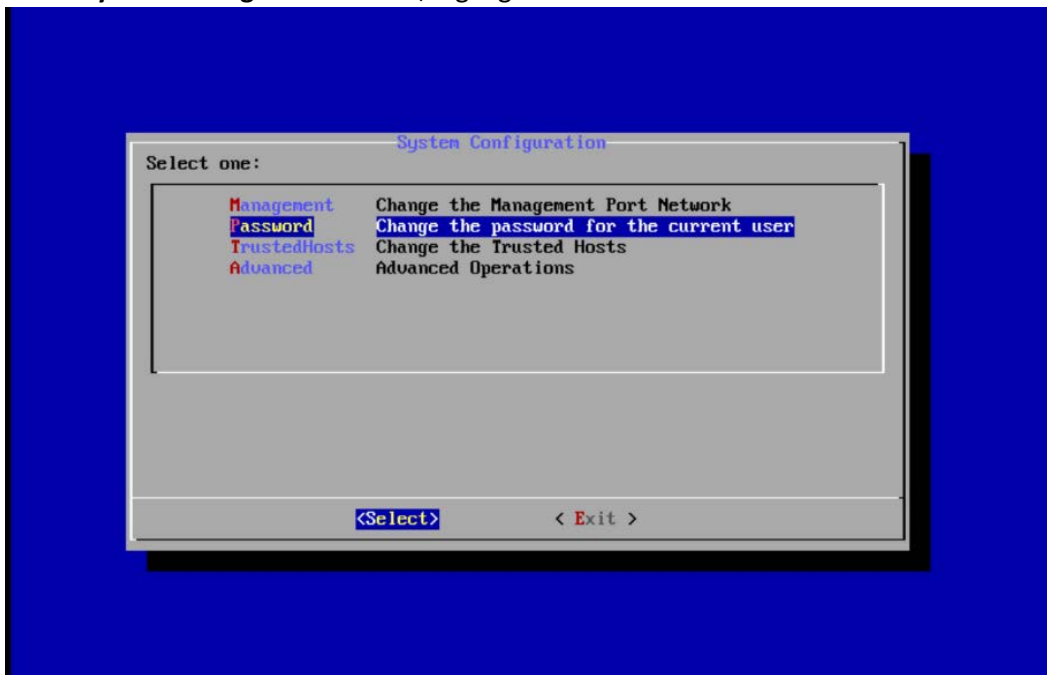 System Configuration
Select one:
Management Change the Management Port Network
Password Change the password for the current user
TrustedHosts Change the Trusted Hosts
Advanced Advanced Operations
<Select> < Exit >